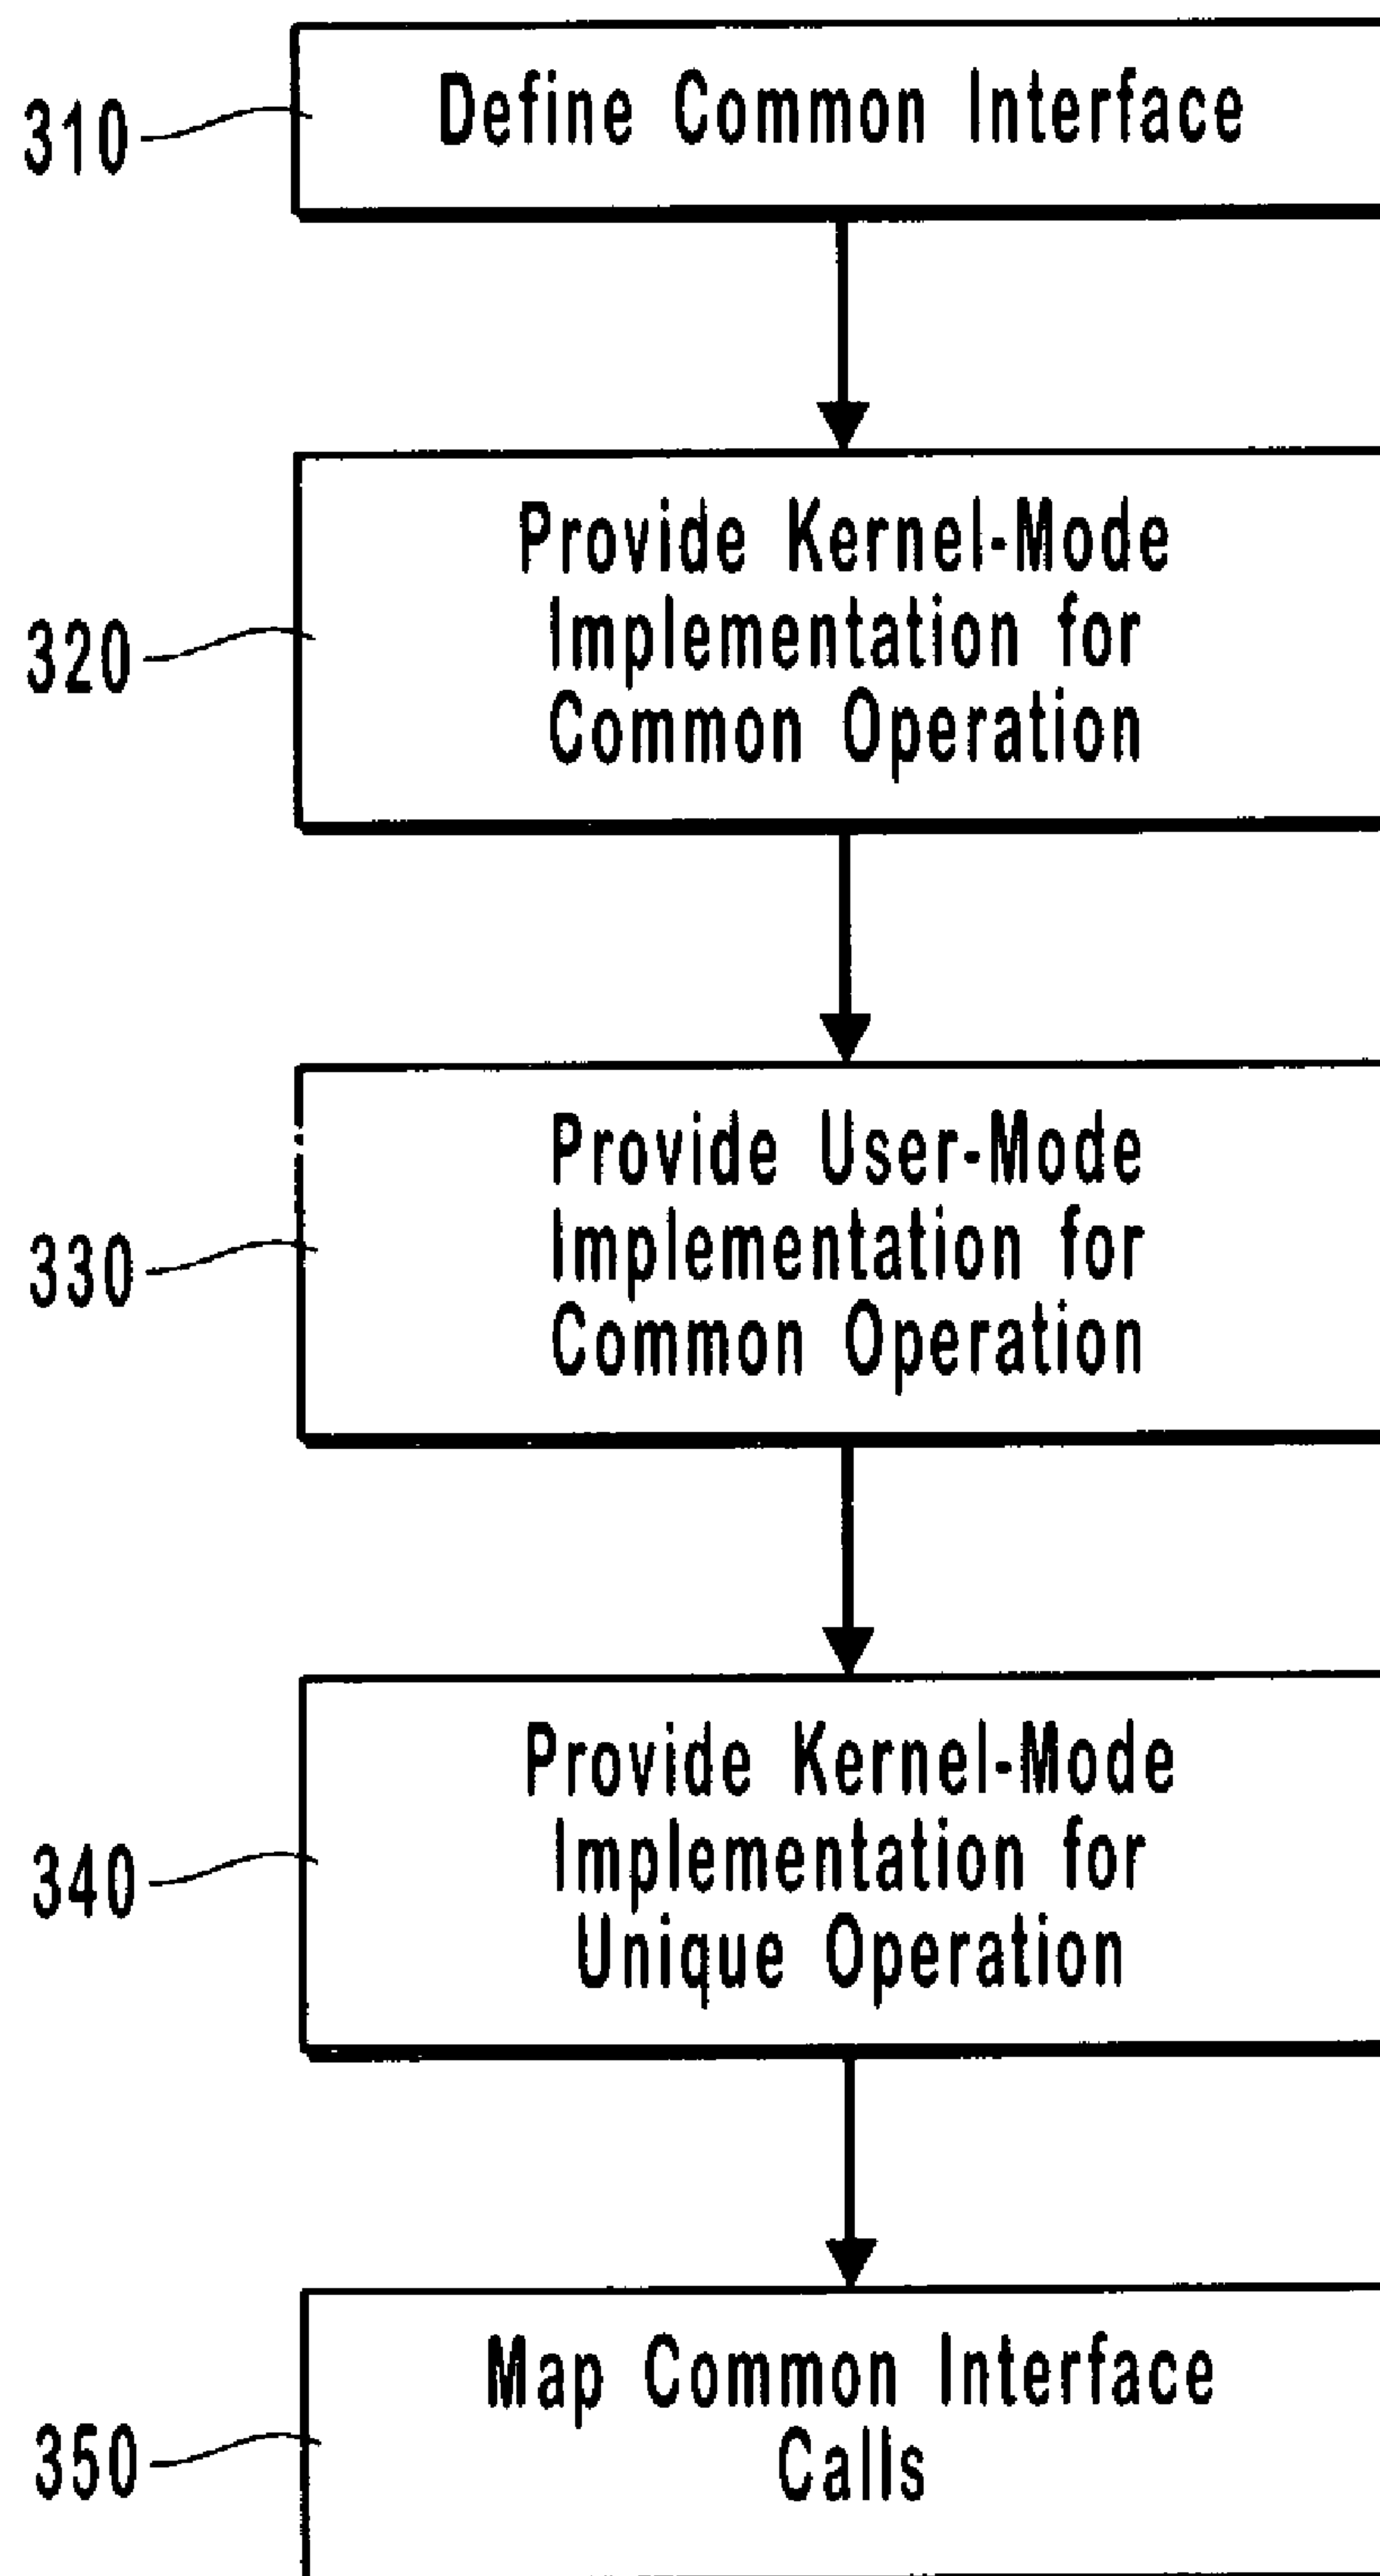 310
Define Common Interface
320
Provide Kernel-Mode
Implementation for
Common Operation
330
Provide User-Mode
Implementation for
Common Operation
340
Provide Kernel-Mode
Implementation for
Unique Operation
350
Map Common Interface
Calls